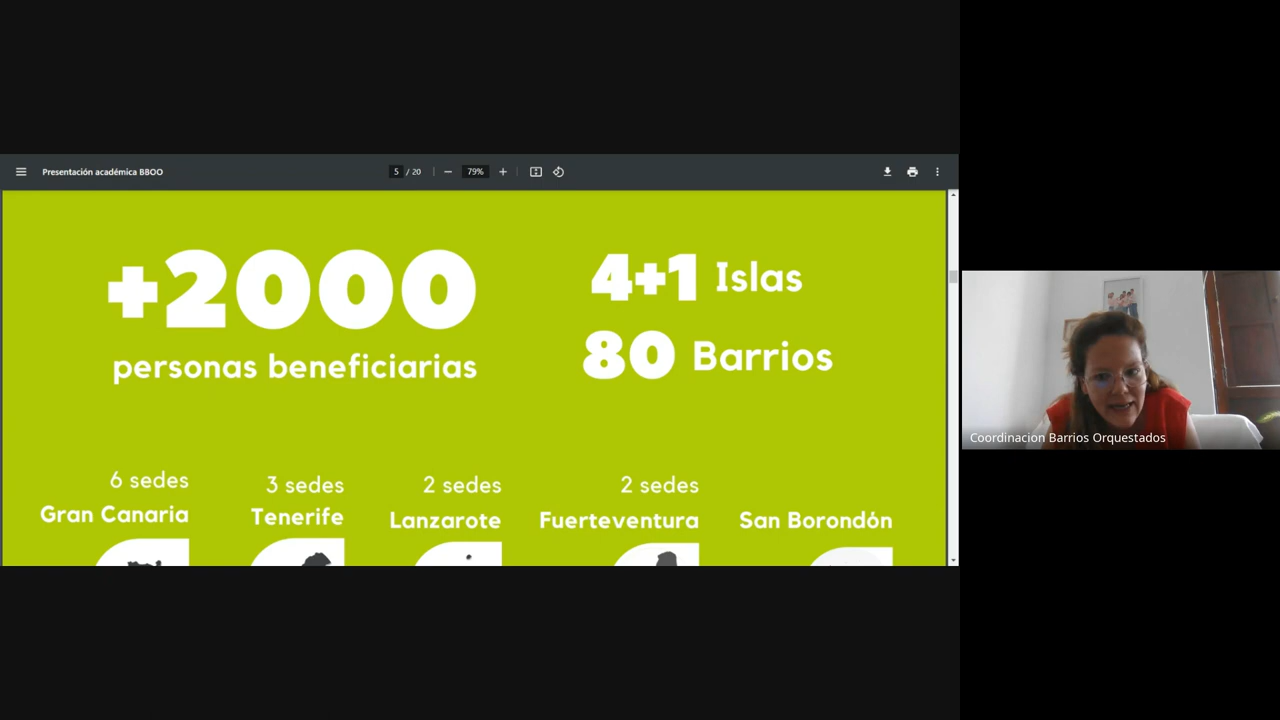 Presentación académica BBOO
5 / 20
79%
+2000
personas beneficiarias
4+1 Islas
80 Barrios
6 sedes
Gran Canaria
3 sedes
Tenerife
2 sedes
Lanzarote
2 sedes
Fuerteventura
San Borondón
Coordinacion Barrios Orquestados